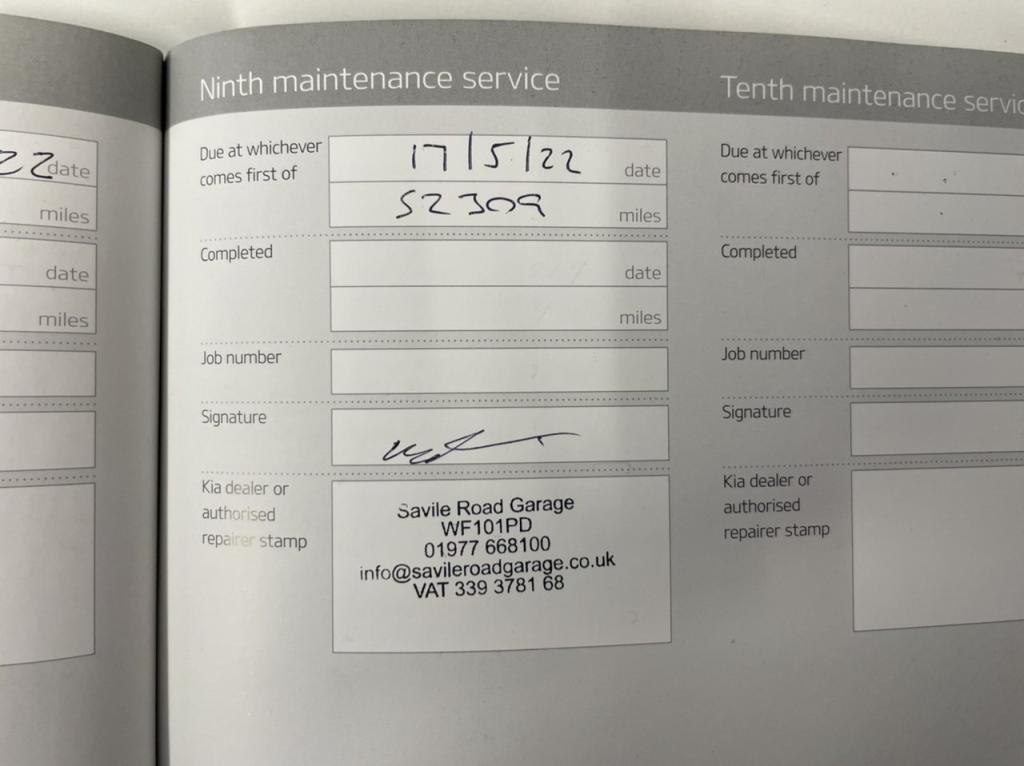 22 date
miles
date
miles
Ninth maintenance service
Due at whichever
comes first of
17/5/22 date
52309 miles
Completed
date
miles
Job number
Signature
Kia dealer or
authorised
repairer stamp
Savile Road Garage
WF101PD
01977 668100
info@savileroadgarage.co.uk
VAT 339 3781 68
Tenth maintenance servic
Due at whichever
comes first of
Completed
Job number
Signature
Kia dealer or
authorised
repairer stamp